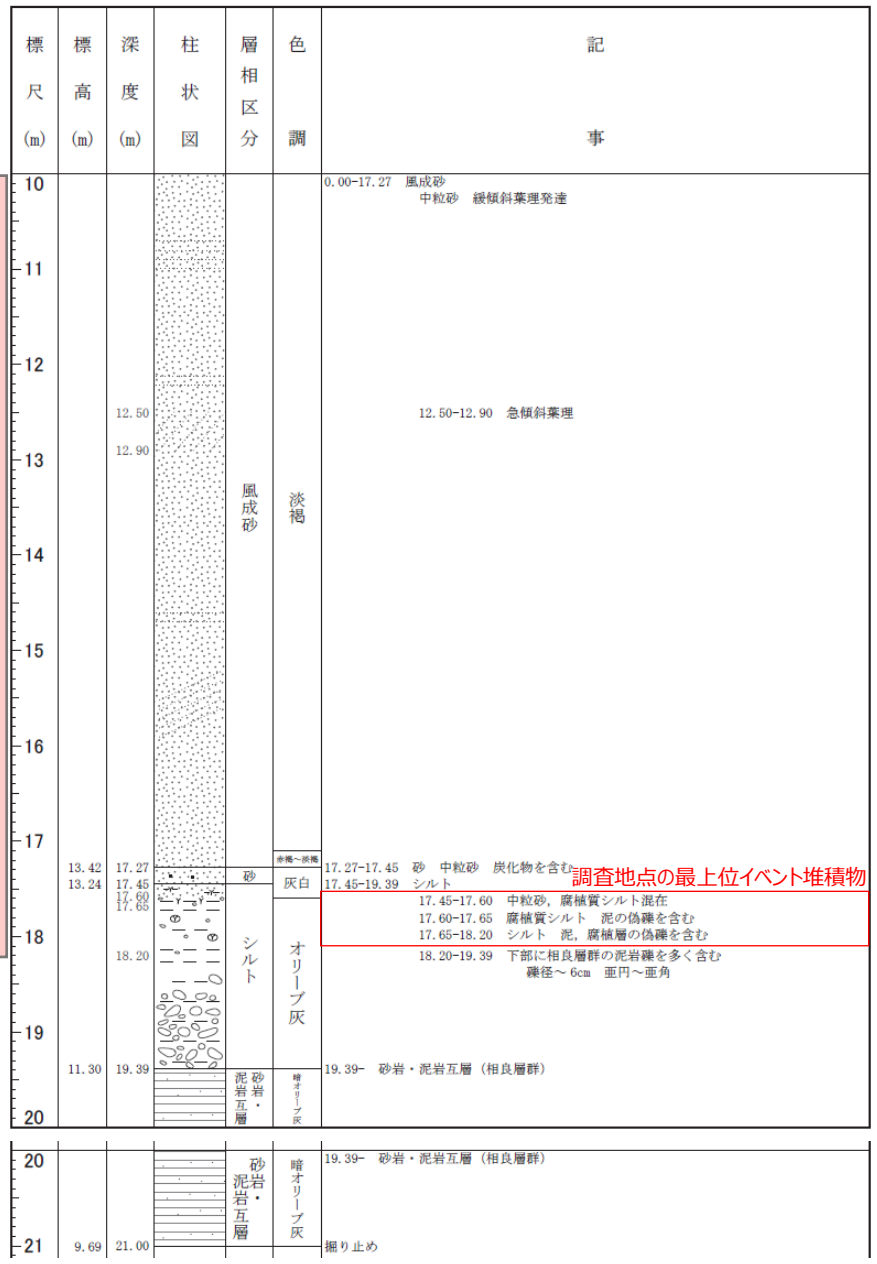 標尺(m) 標高(m) 深度(m) 柱状図 層相区分 色調 記事
10 0.00-17.27 風成砂
中粒砂 緩傾斜葉理発達
11
12
12.50 12.50-12.90 急傾斜葉理
12.90
13
風成砂 淡褐
14
15
16
17
赤褐~淡褐
13.42 17.27 17.27-17.45 砂 中粒砂 炭化物を含む
砂 灰白 調査地点の最上位イベント堆積物
13.24 17.45 17.45-19.39 シルト
17.60 17.45-17.60 中粒砂,腐植質シルト混在
17.65 17.60-17.65 腐植質シルト 泥の偽礫を含む
18 17.65-18.20 シルト 泥,腐植層の偽礫を含む
18.20 シルト オリーブ灰 18.20-19.39 下部に相良層群の泥岩礫を多く含む
礫径~6cm 亜円~亜角
19
11.30 19.39 19.39- 砂岩・泥岩互層(相良層群)
砂岩・泥岩互層 暗オリーブ灰
20
20 19.39- 砂岩・泥岩互層(相良層群)
砂岩・泥岩互層 暗オリーブ灰
21 9.69 21.00 掘り止め